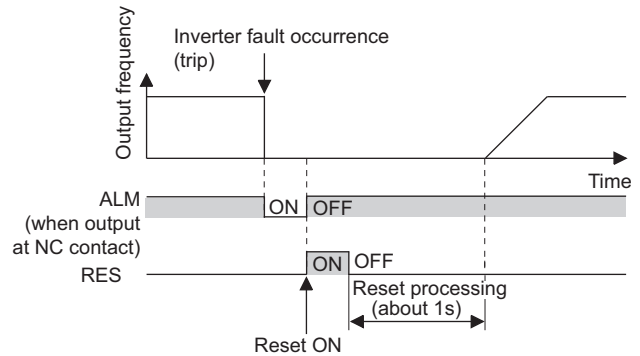 Inverter fault occurrence
(trip)
Output frequency
Time
ALM
(when output
at NC contact)
ON
OFF
RES
ON
OFF
Reset processing
(about 1s)
Reset ON